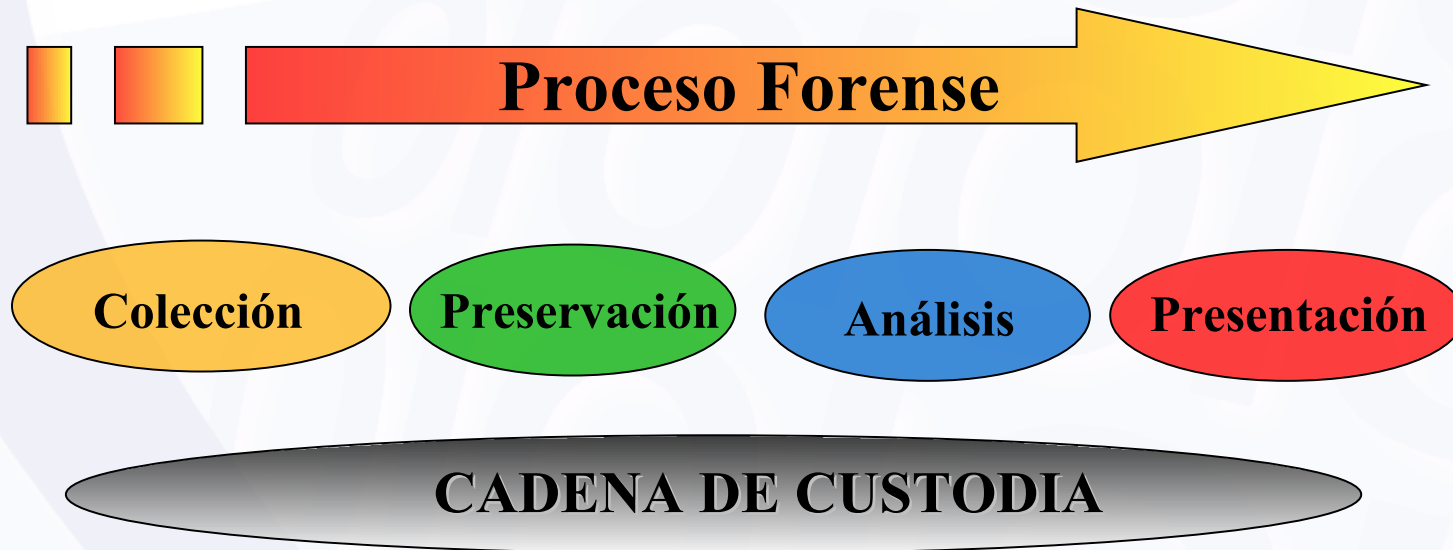 Proceso Forense
Colección
Preservación
Análisis
Presentación
CADENA DE CUSTODIA